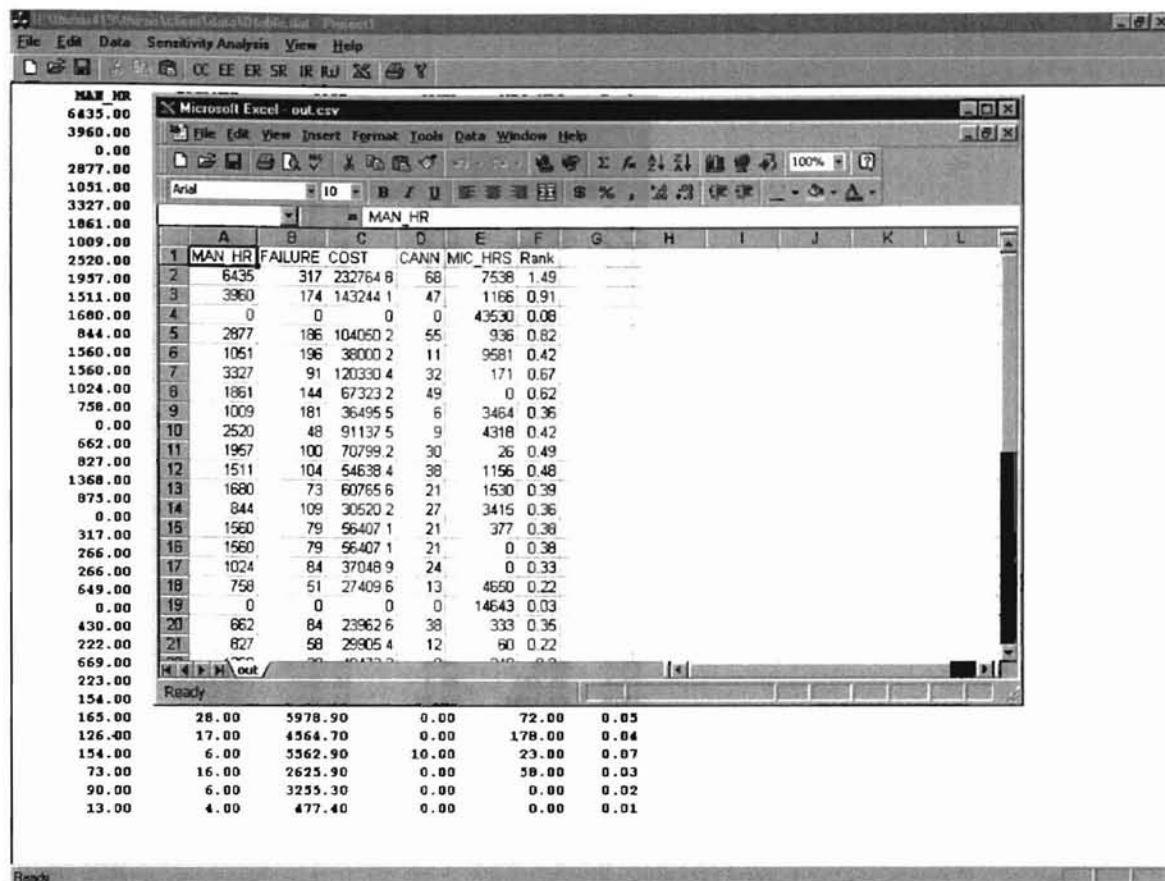 File Edit Data Sensitivity Analysis View Help
CC EE ER SR IR RU
MAN_HR
6435.00
3960.00
0.00
2877.00
1051.00
3327.00
1861.00
1009.00
2520.00
1957.00
1511.00
1680.00
844.00
1560.00
1560.00
1024.00
758.00
0.00
662.00
827.00
1368.00
875.00
0.00
317.00
266.00
266.00
649.00
0.00
430.00
222.00
669.00
223.00
154.00
165.00 28.00 5978.90 0.00 72.00 0.05
126.00 17.00 4564.70 0.00 178.00 0.04
154.00 6.00 5562.90 10.00 23.00 0.07
73.00 16.00 2625.90 0.00 58.00 0.03
90.00 6.00 3255.30 0.00 0.00 0.02
13.00 4.00 477.40 0.00 0.00 0.01
Microsoft Excel - out.csv
File Edit View Insert Format Tools Data Window Help
100%
Arial 10 B I U $ % ,
= MAN_HR
A B C D E F G H I J K L
1 MAN_HR FAILURE COST CANN MIC_HRS Rank
2 6435 317 232764.8 68 7538 1.49
3 3960 174 143244.1 47 1166 0.91
4 0 0 0 0 43530 0.08
5 2877 186 104050.2 55 936 0.82
6 1051 196 38000.2 11 9581 0.42
7 3327 91 120330.4 32 171 0.67
8 1861 144 67323.2 49 0 0.62
9 1009 181 36495.5 6 3464 0.36
10 2520 48 91137.5 9 4318 0.42
11 1957 100 70799.2 30 26 0.49
12 1511 104 54638.4 38 1156 0.48
13 1680 73 60765.6 21 1530 0.39
14 844 109 30520.2 27 3415 0.36
15 1560 79 56407.1 21 377 0.38
16 1560 79 56407.1 21 0 0.38
17 1024 84 37048.9 24 0 0.33
18 758 51 27409.6 13 4650 0.22
19 0 0 0 0 14643 0.03
20 662 84 23962.6 38 333 0.35
21 827 58 29905.4 12 60 0.22
out
Ready
Ready